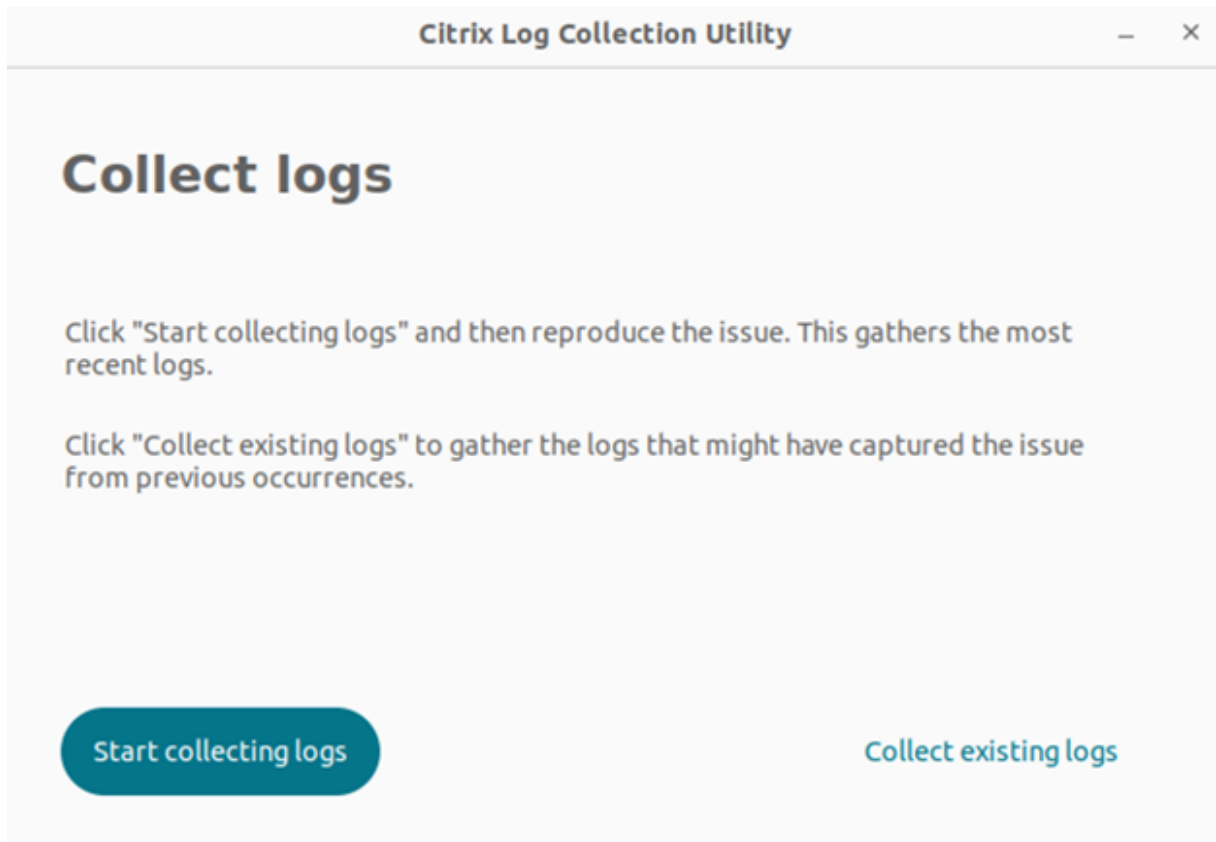 Citrix Log Collection Utility
Collect logs
Click "Start collecting logs" and then reproduce the issue. This gathers the most
recent logs.
Click "Collect existing logs" to gather the logs that might have captured the issue
from previous occurrences.
Start collecting logs
Collect existing logs